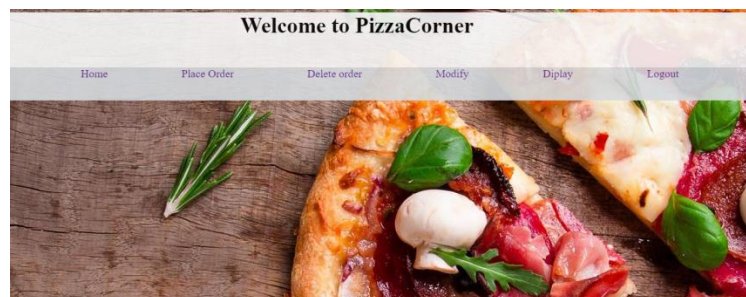 Welcome to PizzaCorner
Home Place Order Delete order Modify Diplay Logout